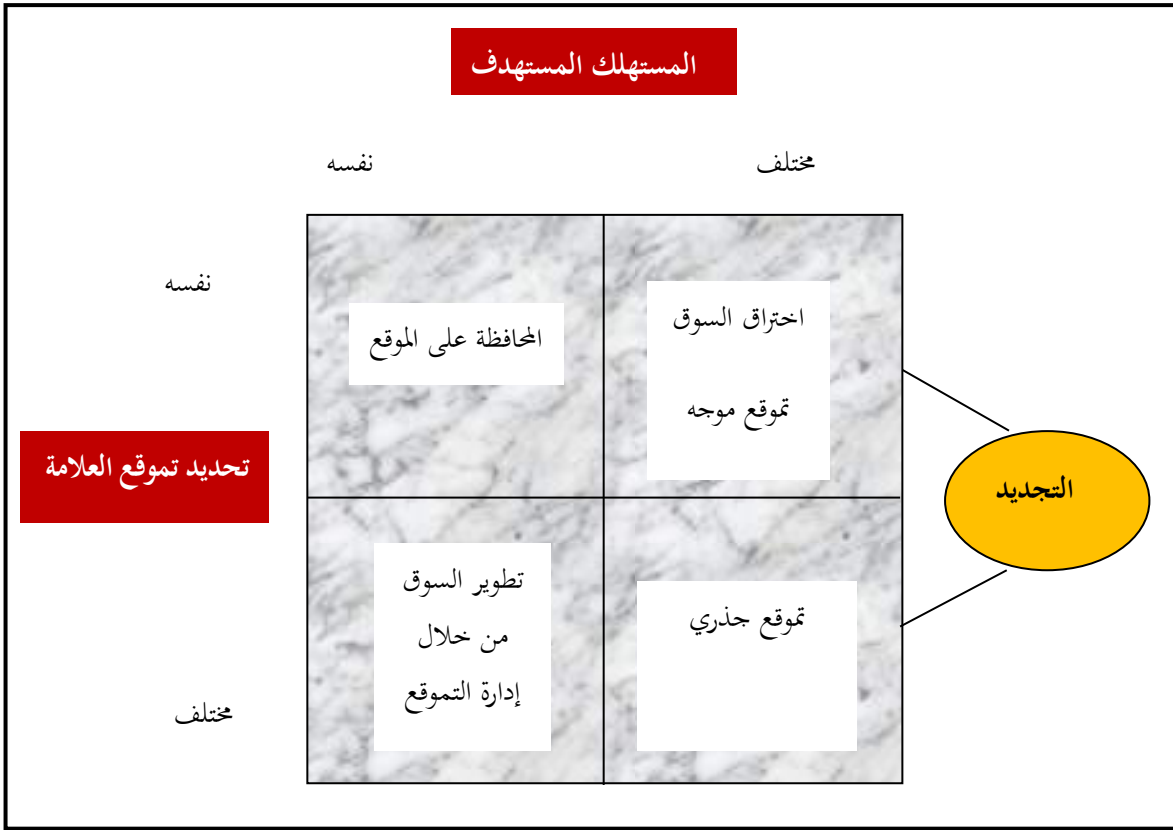 المستهلك المستهدف
مختلف
نفسه
نفسه
اختراق السوق
تموقع موجه
المحافظة على الموقع
تحديد تموقع العلامة
التجديد
تموقع جذري
تطوير السوق
من خلال
إدارة التموقع
مختلف